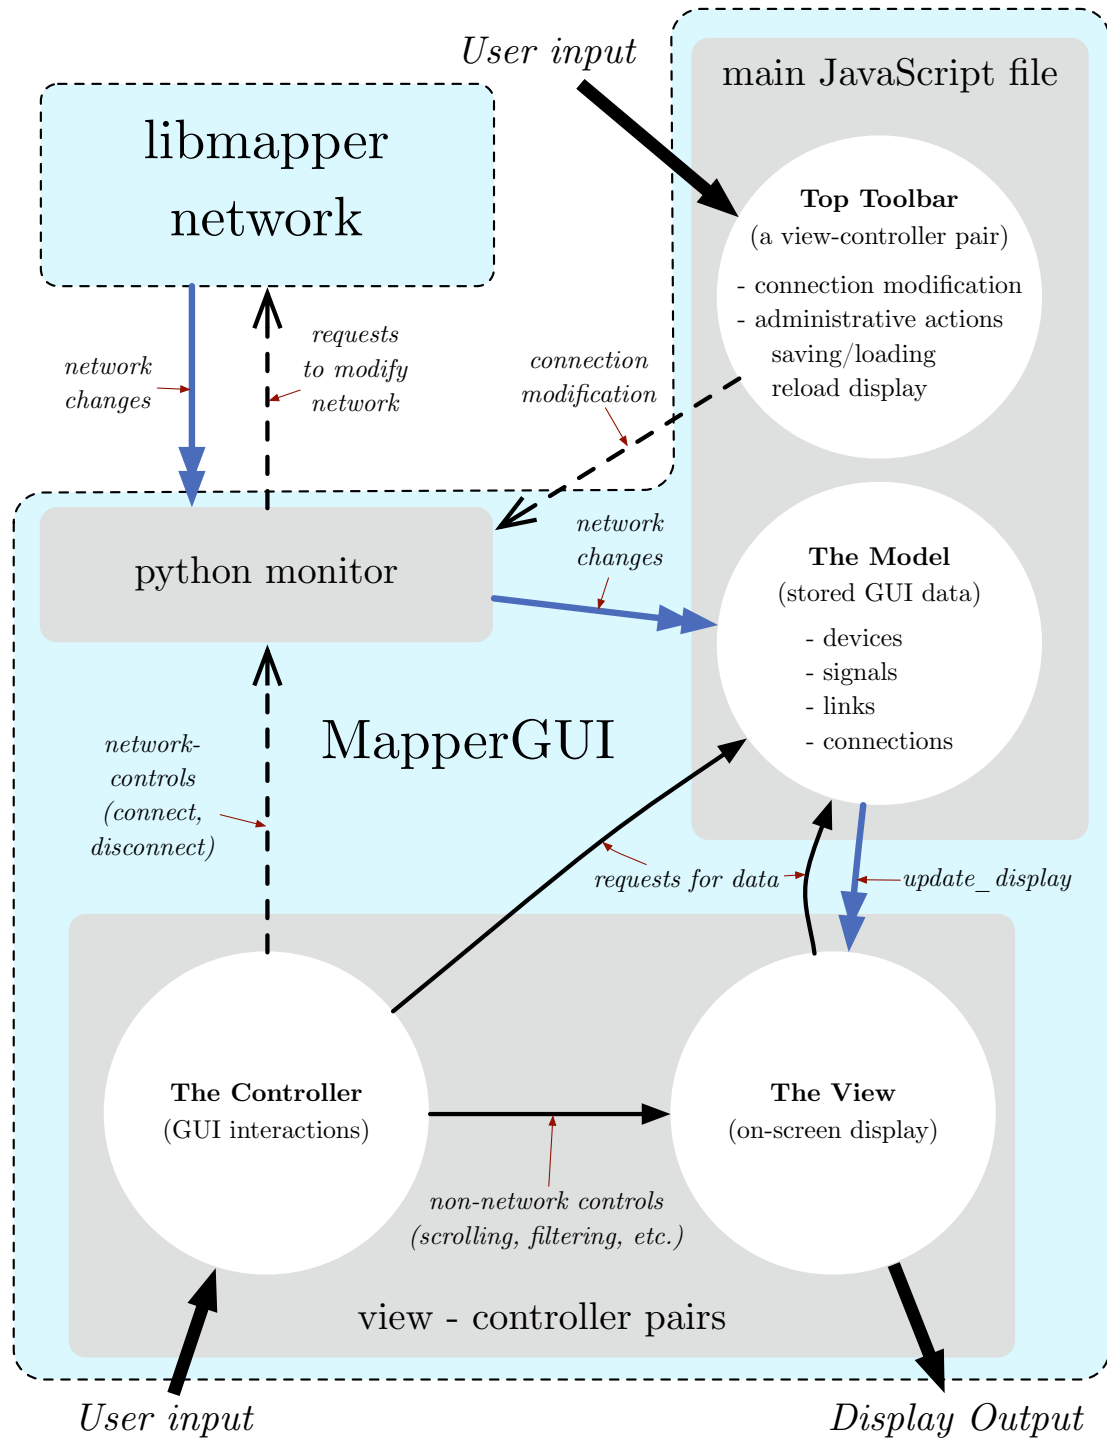 User input
main JavaScript file
libmapper
network
Top Toolbar
(a view-controller pair)
- connection modification
- administrative actions
saving/loading
reload display
network
changes
requests
to modify
network
connection
modification
python monitor
network
changes
The Model
(stored GUI data)
- devices
- signals
- links
- connections
MapperGUI
network-
controls
(connect,
disconnect)
requests for data
update_display
The Controller
(GUI interactions)
The View
(on-screen display)
non-network controls
(scrolling, filtering, etc.)
view - controller pairs
User input
Display Output